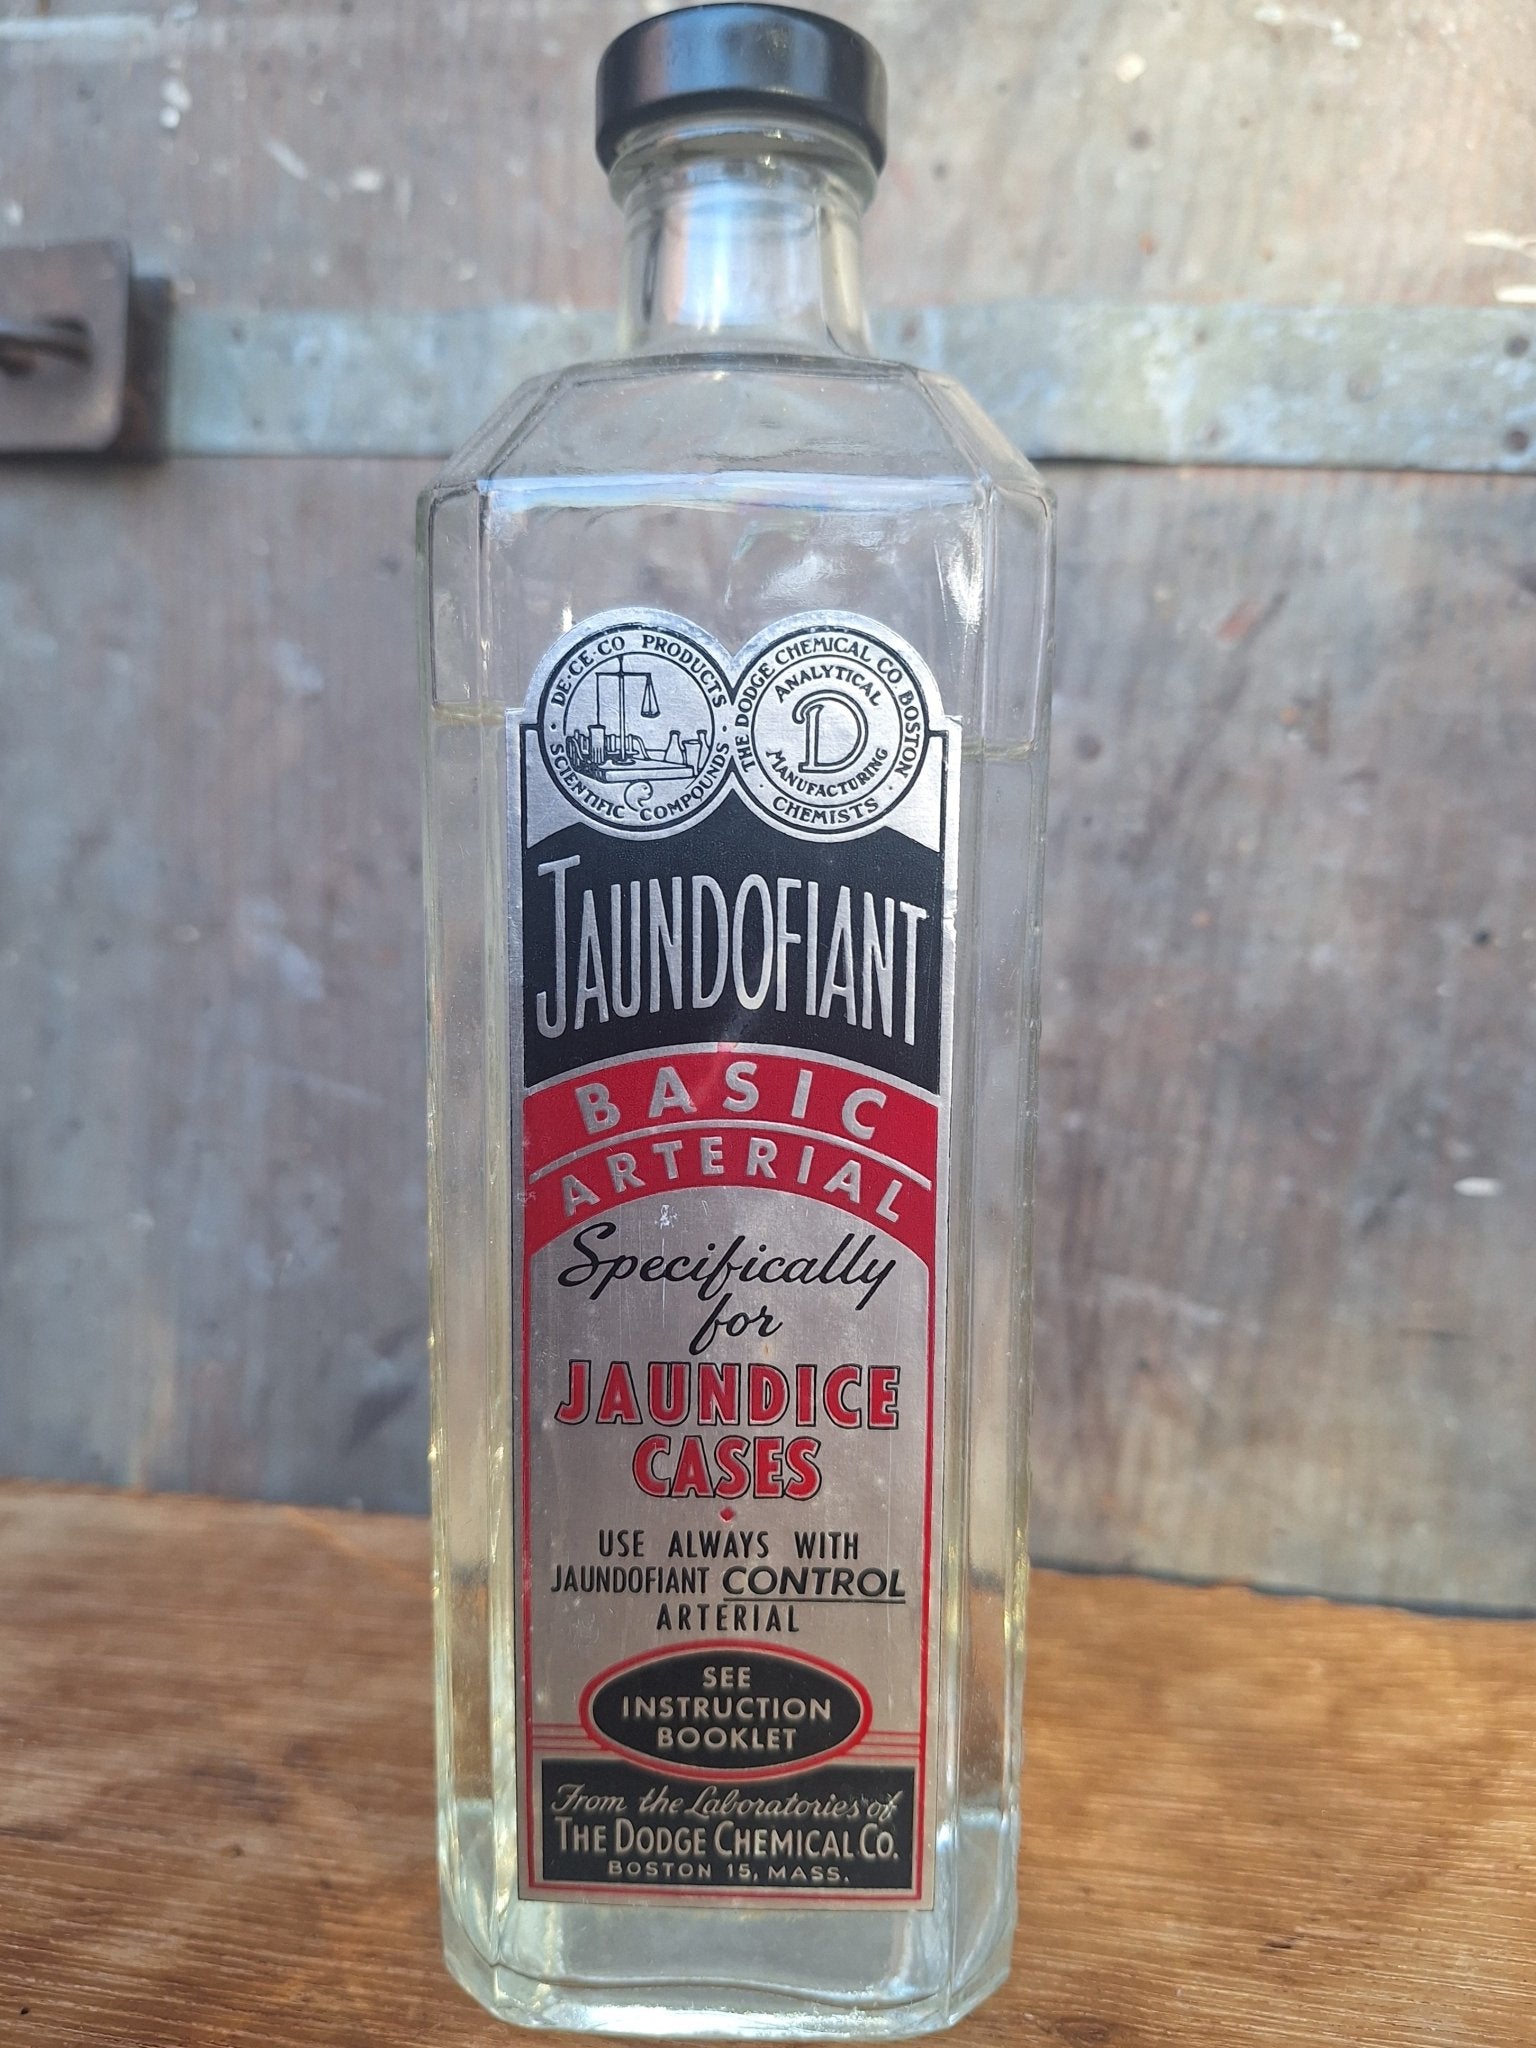 DE-CE-CO PRODUCTS
SCIENTIFIC COMPOUNDS
THE DODGE CHEMICAL CO. BOSTON
ANALYTICAL
D
MANUFACTURING
CHEMISTS
JAUNDOFIANT
BASIC
ARTERIAL
Specifically
for
JAUNDICE
CASES
USE ALWAYS WITH
JAUNDOFIANT CONTROL
ARTERIAL
SEE
INSTRUCTION
BOOKLET
From the Laboratories of
THE DODGE CHEMICAL CO.
BOSTON 15, MASS.